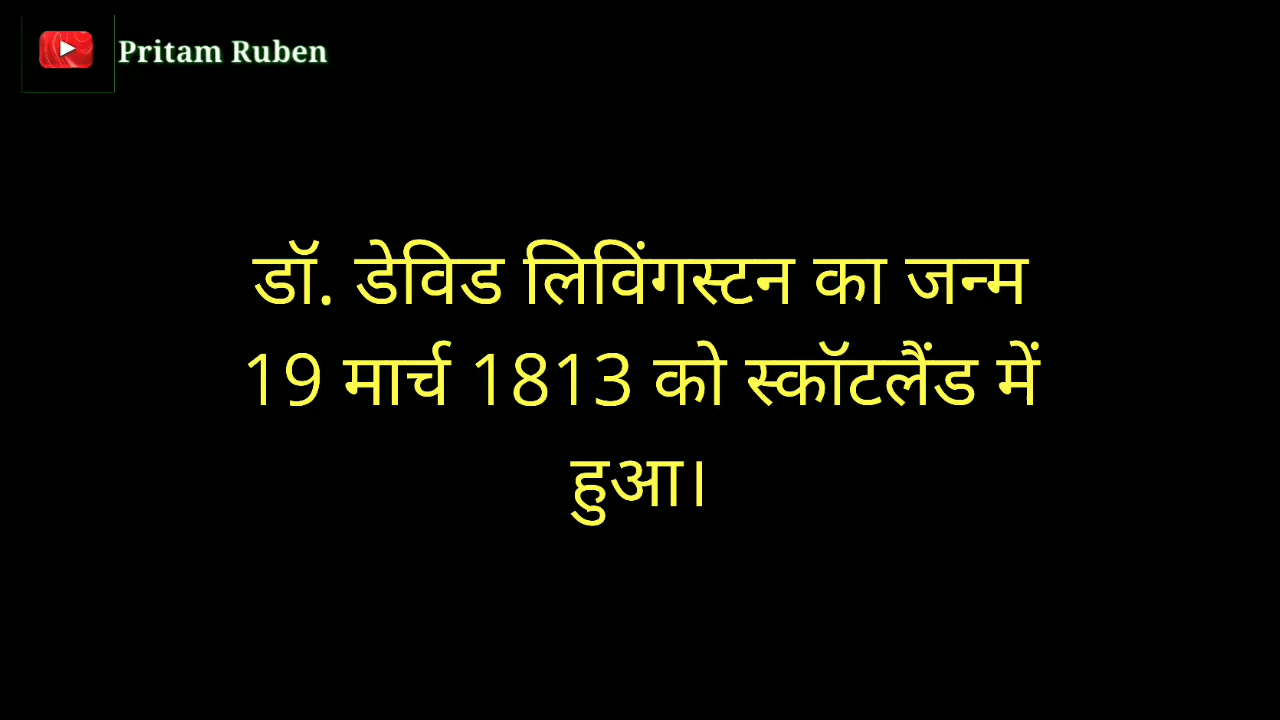 Pritam Ruben
डॉ. डेविड लिविंगस्टन का जन्म
19 मार्च 1813 को स्कॉटलैंड में
हुआ।